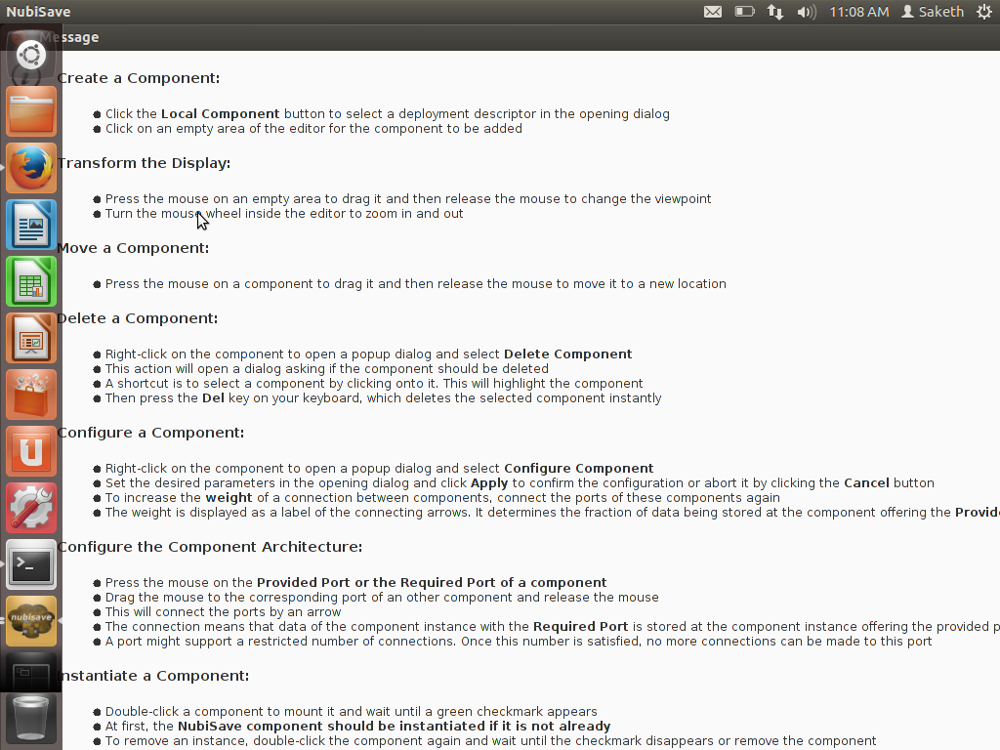 NubiSave
11:08 AM Saketh
Message
Create a Component:
● Click the Local Component button to select a deployment descriptor in the opening dialog
● Click on an empty area of the editor for the component to be added
Transform the Display:
● Press the mouse on an empty area to drag it and then release the mouse to change the viewpoint
● Turn the mouse wheel inside the editor to zoom in and out
Move a Component:
● Press the mouse on a component to drag it and then release the mouse to move it to a new location
Delete a Component:
● Right-click on the component to open a popup dialog and select Delete Component
● This action will open a dialog asking if the component should be deleted
● A shortcut is to select a component by clicking onto it. This will highlight the component
● Then press the Del key on your keyboard, which deletes the selected component instantly
Configure a Component:
● Right-click on the component to open a popup dialog and select Configure Component
● Set the desired parameters in the opening dialog and click Apply to confirm the configuration or abort it by clicking the Cancel button
● To increase the weight of a connection between components, connect the ports of these components again
● The weight is displayed as a label of the connecting arrows. It determines the fraction of data being stored at the component offering the
Configure the Component Architecture:
● Press the mouse on the Provided Port or the Required Port of a component
● Drag the mouse to the corresponding port of an other component and release the mouse
● This will connect the ports by an arrow
● The connection means that data of the component instance with the Required Port is stored at the component instance offering the provided
● A port might support a restricted number of connections. Once this number is satisfied, no more connections can be made to this port
nubisave
Instantiate a Component:
● Double-click a component to mount it and wait until a green checkmark appears
● At first, the NubiSave component should be instantiated if it is not already
● To remove an instance, double-click the component again and wait until the checkmark disappears or remove the component